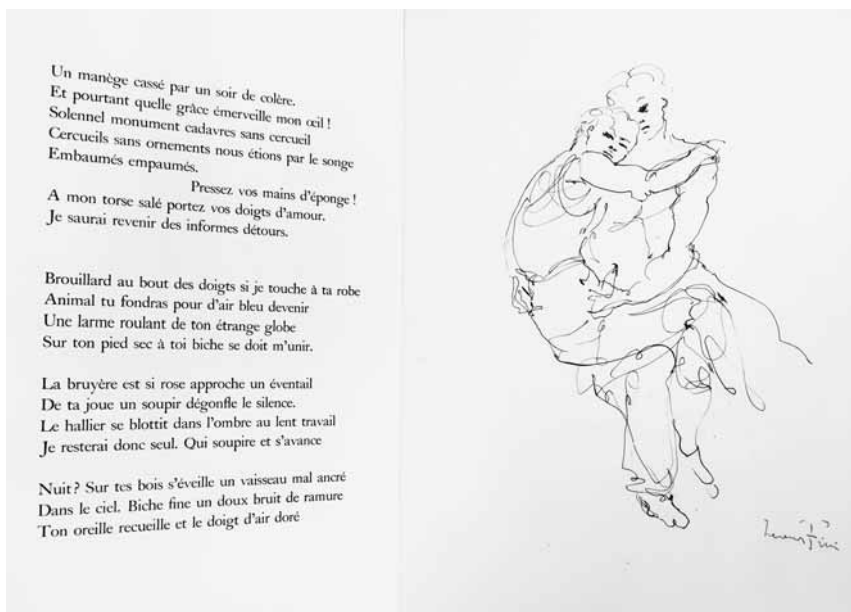 Un manège cassé par un soir de colère.
Et pourtant quelle grâce émerveille mon œil !
Solennel monument cadavres sans cercueil
Cercueils sans ornements nous étions par le songe
Embaumés empaumés.
Pressez vos mains d'éponge !
A mon torse salé portez vos doigts d'amour.
Je saurai revenir des informes détours.
Brouillard au bout des doigts si je touche à ta robe
Animal tu fondras pour d'air bleu devenir
Une larme roulant de ton étrange globe
Sur ton pied sec à toi biche se doit m'unir.
La bruyère est si rose approche un éventail
De ta joue un soupir dégonfle le silence.
Le hallier se blottit dans l'ombre au lent travail
Je resterai donc seul. Qui soupire et s'avance
Nuit? Sur tes bois s'éveille un vaisseau mal ancré
Dans le ciel. Biche fine un doux bruit de ramure
Ton oreille recueille et le doigt d'air doré